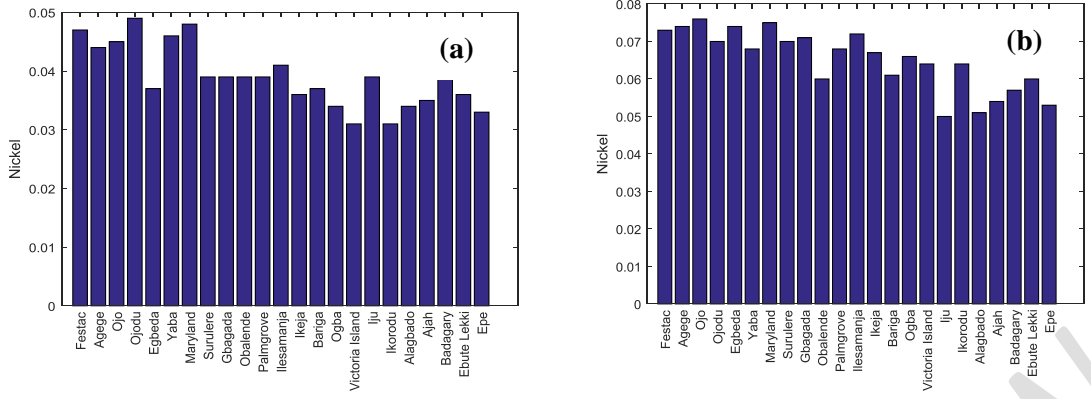 (a)
0.05
0.04
0.03
0.02
0.01
0
Nickel
Festac
Agege
Ojo
Ojodu
Egbeda
Yaba
Maryland
Surulere
Gbagada
Obalende
Palmgrove
Ilesamanja
Ikeja
Bariga
Ogba
Victoria Island
Iju
Ikorodu
Alagbado
Ajah
Badagary
Ebute Lekki
Epe
(b)
0.08
0.07
0.06
0.05
0.04
0.03
0.02
0.01
0
Nickel
Festac
Agege
Ojo
Ojodu
Egbeda
Yaba
Maryland
Surulere
Gbagada
Obalende
Palmgrove
Ilesamanja
Ikeja
Bariga
Ogba
Victoria Island
Iju
Ikorodu
Alagbado
Ajah
Badagary
Ebute Lekki
Epe